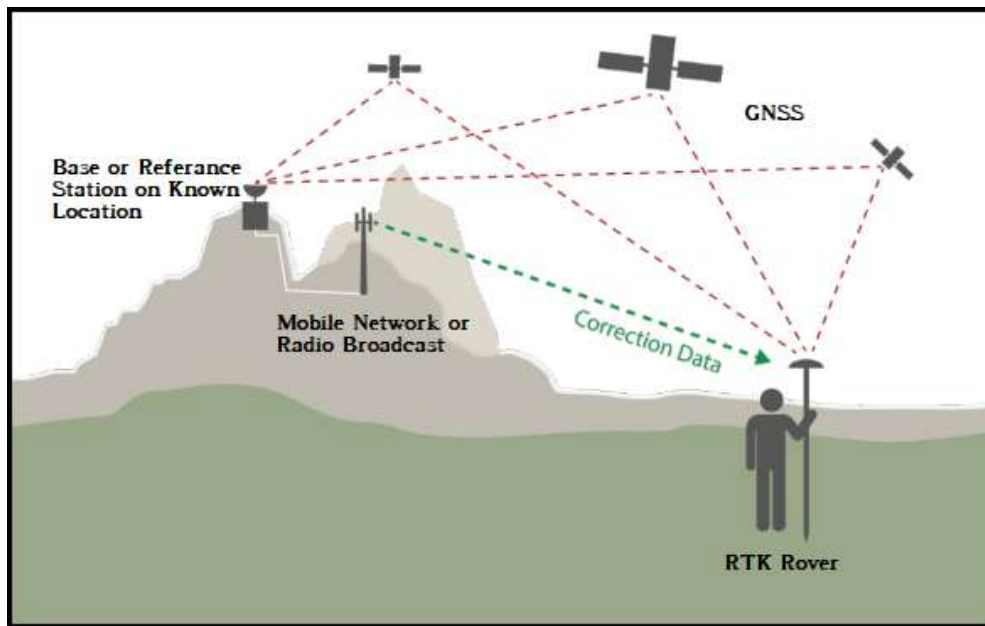 GNSS
Base or Referance
Station on Known
Location
Mobile Network or
Radio Broadcast
Correction Data
RTK Rover